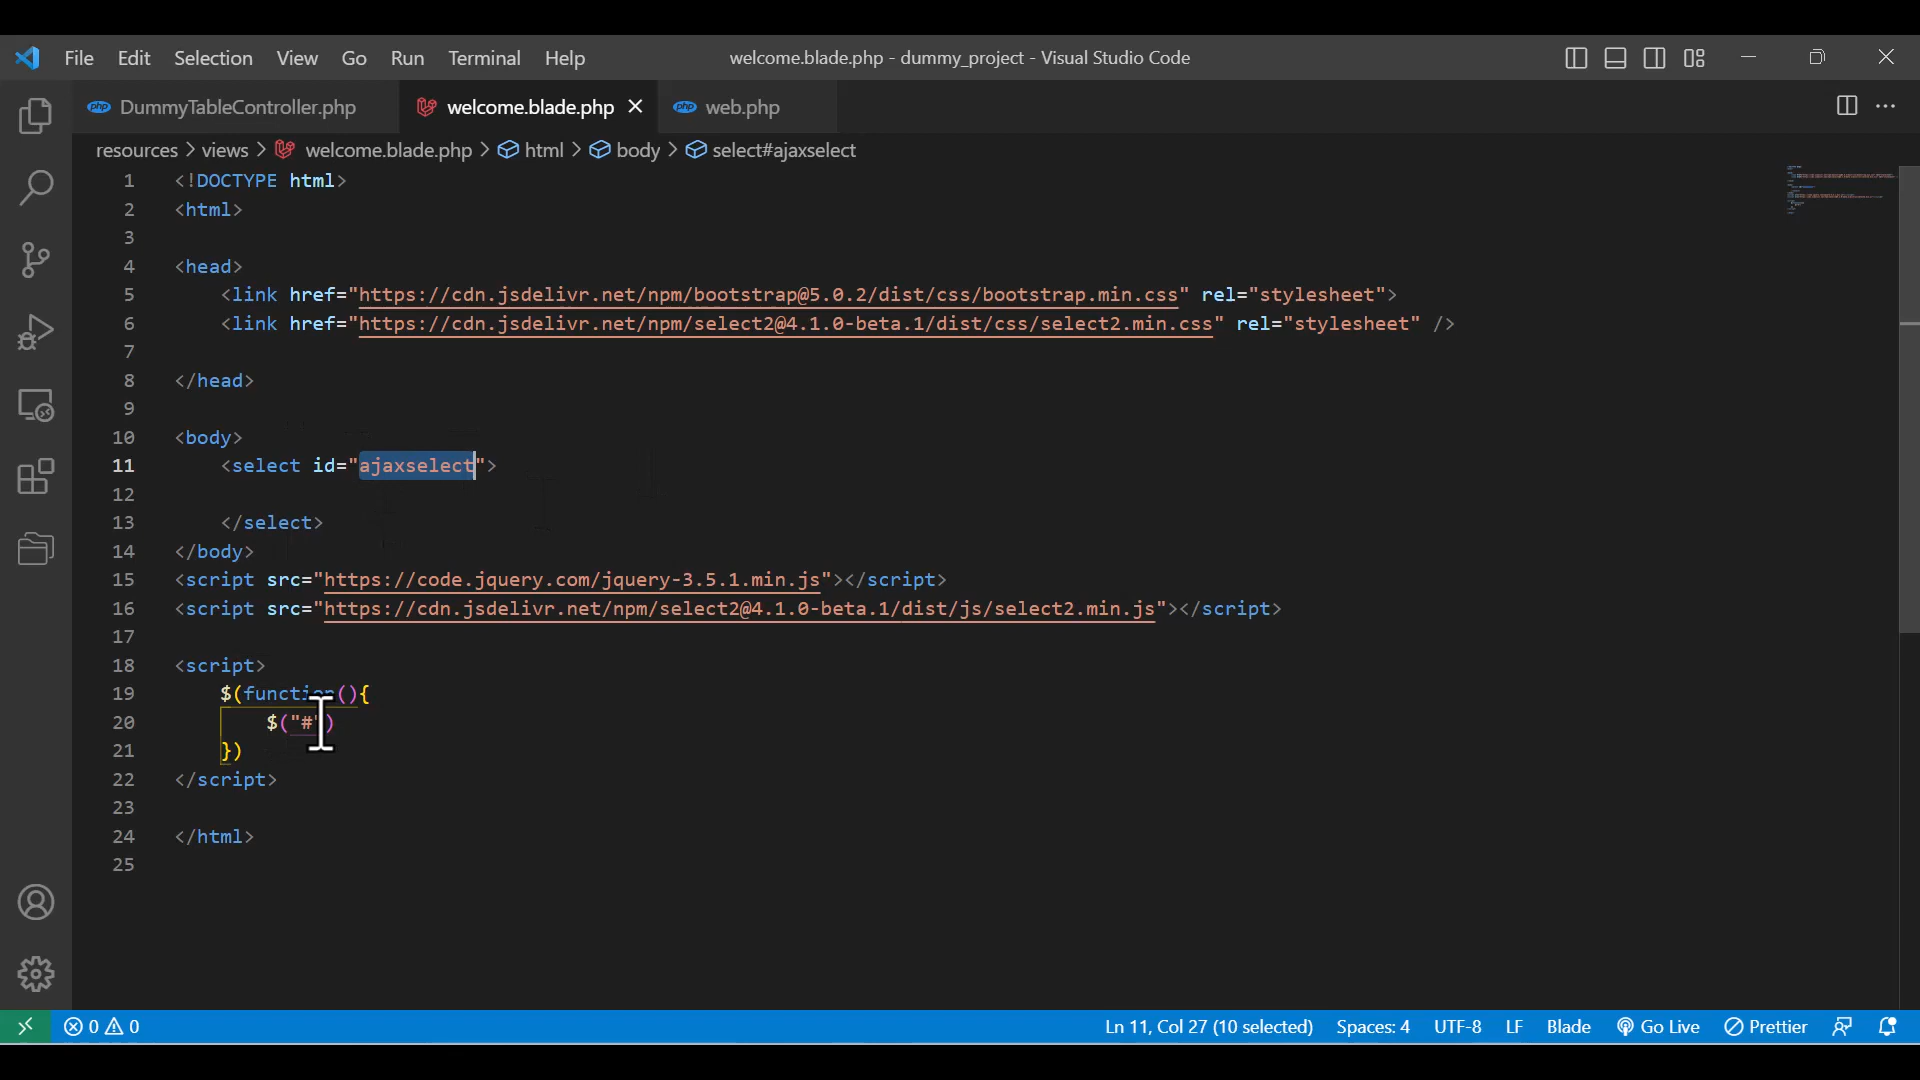 File Edit Selection View Go Run Terminal Help welcome.blade.php - dummy_project - Visual Studio Code
DummyTableController.php welcome.blade.php web.php
resources > views > welcome.blade.php > html > body > select#ajaxselect
1 <!DOCTYPE html>
2 <html>
3
4 <head>
5 <link href="https://cdn.jsdelivr.net/npm/bootstrap@5.0.2/dist/css/bootstrap.min.css" rel="stylesheet">
6 <link href="https://cdn.jsdelivr.net/npm/select2@4.1.0-beta.1/dist/css/select2.min.css" rel="stylesheet" />
7
8 </head>
9
10 <body>
11 <select id="ajaxselect">
12
13 </select>
14 </body>
15 <script src="https://code.jquery.com/jquery-3.5.1.min.js"></script>
16 <script src="https://cdn.jsdelivr.net/npm/select2@4.1.0-beta.1/dist/js/select2.min.js"></script>
17
18 <script>
19 $(function(){
20 $("#")
21 })
22 </script>
23
24 </html>
25
0 0 Ln 11, Col 27 (10 selected) Spaces: 4 UTF-8 LF Blade Go Live Prettier